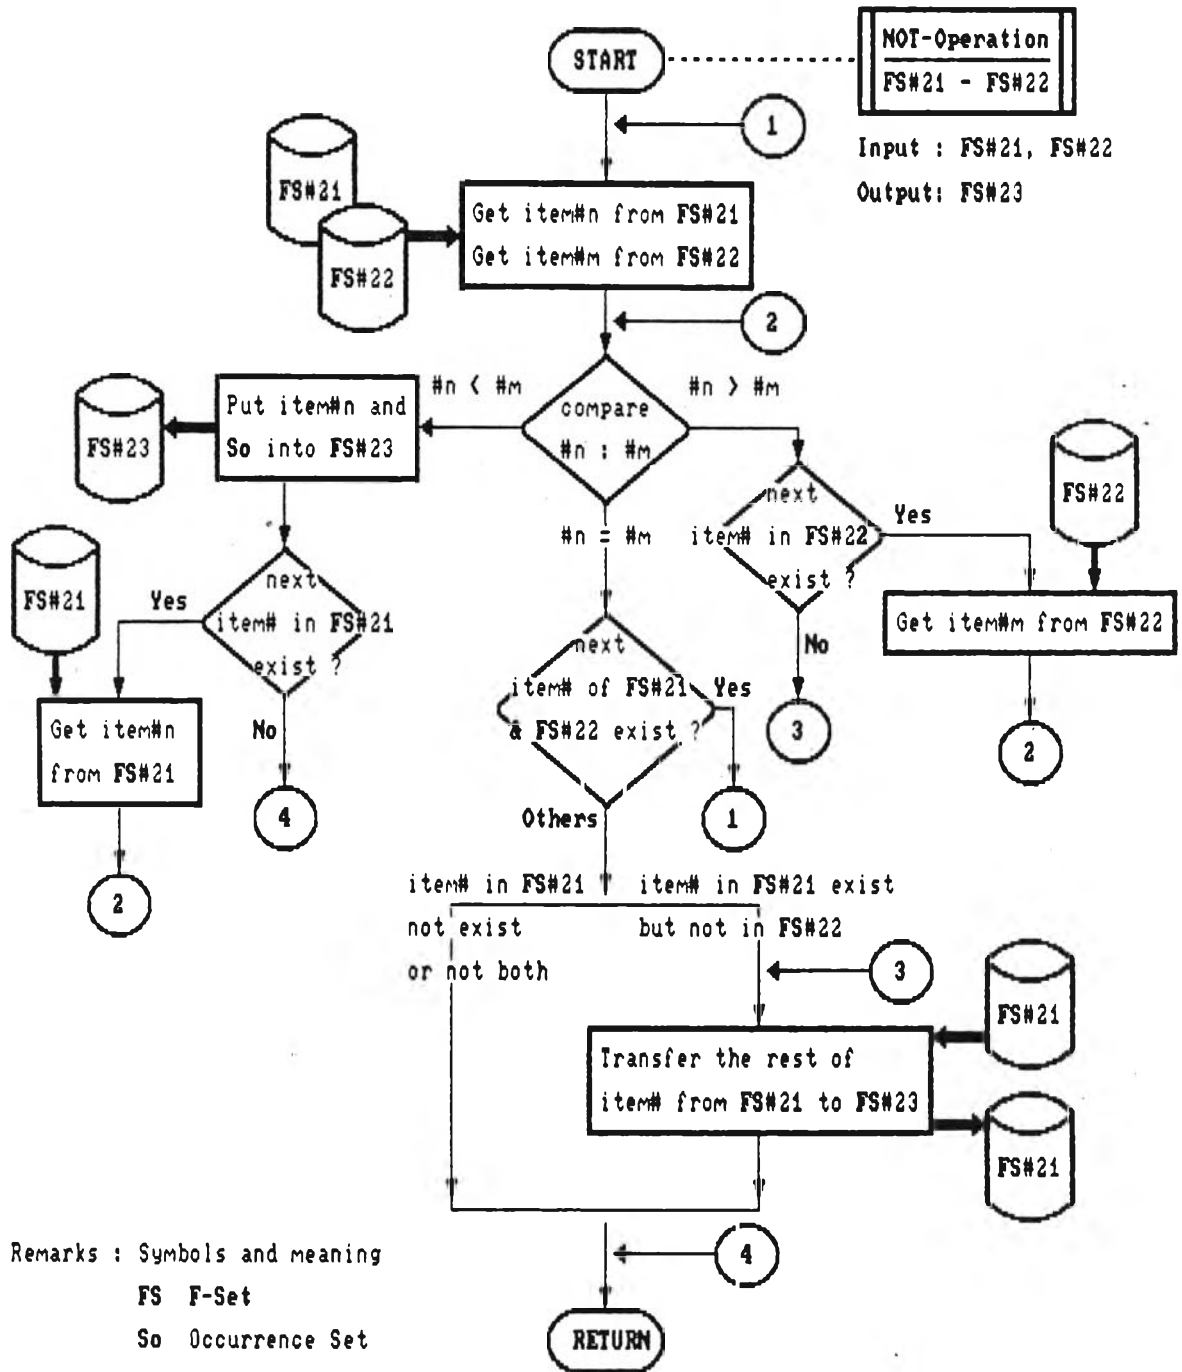 START
NOT-Operation
FS#21 - FS#22
1
Input : FS#21, FS#22
Output: FS#23
FS#21
FS#22
Get item#n from FS#21
Get item#m from FS#22
2
#n < #m
#n > #m
compare
#n : #m
Put item#n and
So into FS#23
FS#23
FS#22
next
item# in FS#22
exist ?
Yes
No
#n = #m
Get item#m from FS#22
FS#21
Yes
next
item# in FS#21
exist ?
No
next
item# of FS#21
& FS#22 exist ?
Yes
3
2
Get item#n
from FS#21
4
1
Others
2
item# in FS#21
not exist
or not both
item# in FS#21 exist
but not in FS#22
3
FS#21
Transfer the rest of
item# from FS#21 to FS#23
FS#21
4
RETURN
Remarks : Symbols and meaning
FS F-Set
So Occurrence Set